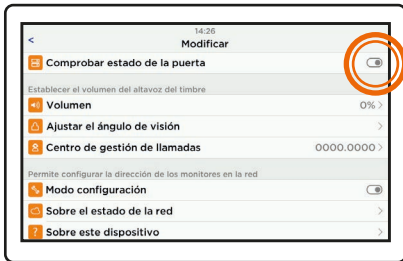 14:26
< Modificar
Comprobar estado de la puerta
Establecer el volumen del altavoz del timbre
Volumen 0% >
Ajustar el ángulo de visión >
Centro de gestión de llamadas 0000.0000 >
Permite configurar la dirección de los monitores en la red
Modo configuración
Sobre el estado de la red >
? Sobre este dispositivo >